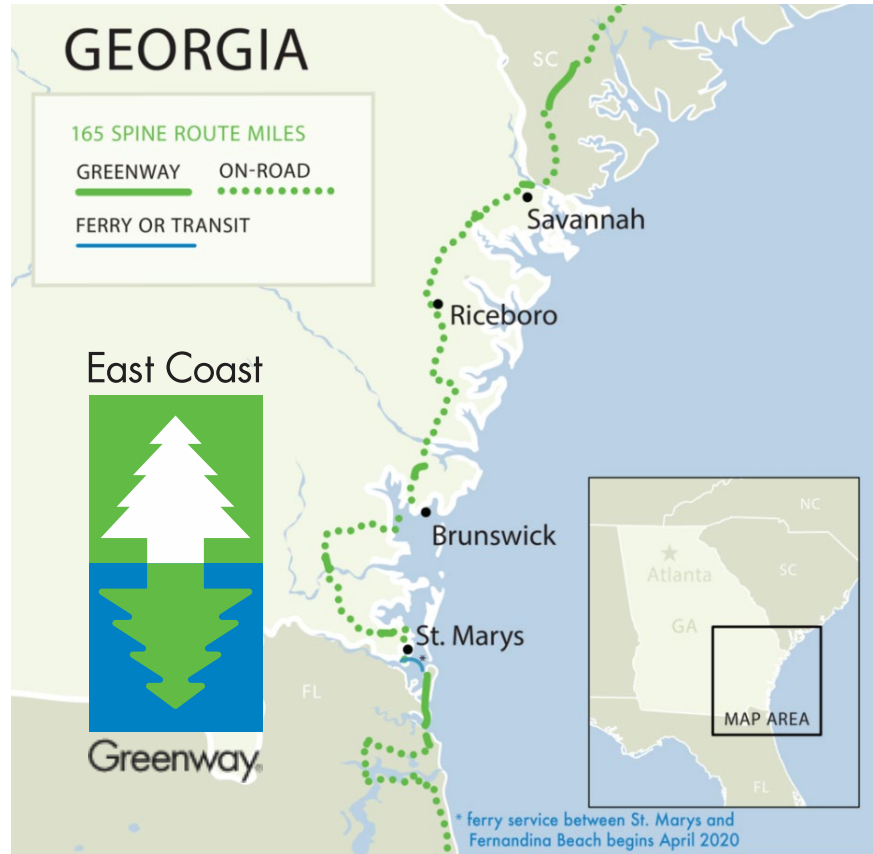 GEORGIA
165 SPINE ROUTE MILES
GREENWAY ON-ROAD
FERRY OR TRANSIT
SC
Savannah
Riceboro
East Coast
Greenway®
Brunswick
St. Marys
*
FL
NC
Atlanta
SC
GA
MAP AREA
FL
* ferry service between St. Marys and
Fernandina Beach begins April 2020